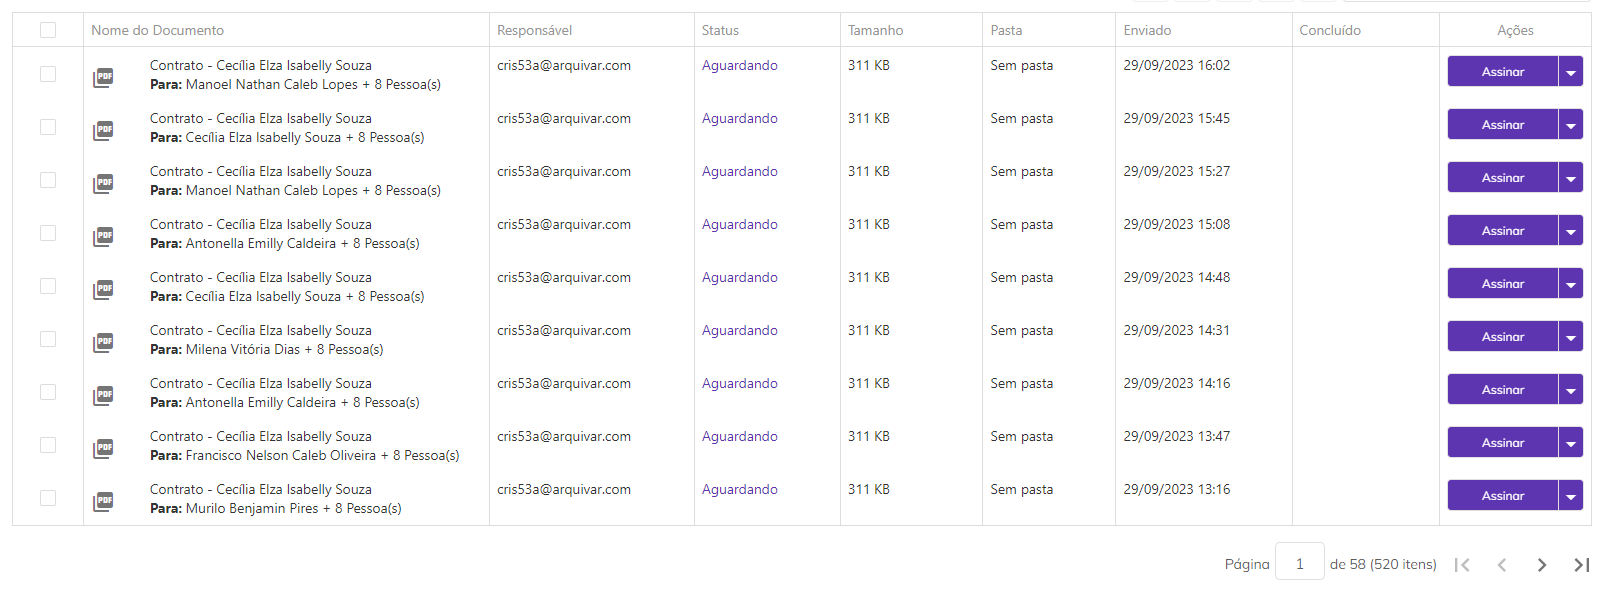 Nome do Documento Responsável Status Tamanho Pasta Enviado Concluído Ações
PDF Contrato - Cecília Elza Isabelly Souza cris53a@arquivar.com Aguardando 311 KB Sem pasta 29/09/2023 16:02 Assinar
Para: Manoel Nathan Caleb Lopes + 8 Pessoa(s)
PDF Contrato - Cecília Elza Isabelly Souza cris53a@arquivar.com Aguardando 311 KB Sem pasta 29/09/2023 15:45 Assinar
Para: Cecília Elza Isabelly Souza + 8 Pessoa(s)
PDF Contrato - Cecília Elza Isabelly Souza cris53a@arquivar.com Aguardando 311 KB Sem pasta 29/09/2023 15:27 Assinar
Para: Manoel Nathan Caleb Lopes + 8 Pessoa(s)
PDF Contrato - Cecília Elza Isabelly Souza cris53a@arquivar.com Aguardando 311 KB Sem pasta 29/09/2023 15:08 Assinar
Para: Antonella Emilly Caldeira + 8 Pessoa(s)
PDF Contrato - Cecília Elza Isabelly Souza cris53a@arquivar.com Aguardando 311 KB Sem pasta 29/09/2023 14:48 Assinar
Para: Cecília Elza Isabelly Souza + 8 Pessoa(s)
PDF Contrato - Cecília Elza Isabelly Souza cris53a@arquivar.com Aguardando 311 KB Sem pasta 29/09/2023 14:31 Assinar
Para: Milena Vitória Dias + 8 Pessoa(s)
PDF Contrato - Cecília Elza Isabelly Souza cris53a@arquivar.com Aguardando 311 KB Sem pasta 29/09/2023 14:16 Assinar
Para: Antonella Emilly Caldeira + 8 Pessoa(s)
PDF Contrato - Cecília Elza Isabelly Souza cris53a@arquivar.com Aguardando 311 KB Sem pasta 29/09/2023 13:47 Assinar
Para: Francisco Nelson Caleb Oliveira + 8 Pessoa(s)
PDF Contrato - Cecília Elza Isabelly Souza cris53a@arquivar.com Aguardando 311 KB Sem pasta 29/09/2023 13:16 Assinar
Para: Murilo Benjamin Pires + 8 Pessoa(s)
Página 1 de 58 (520 itens)